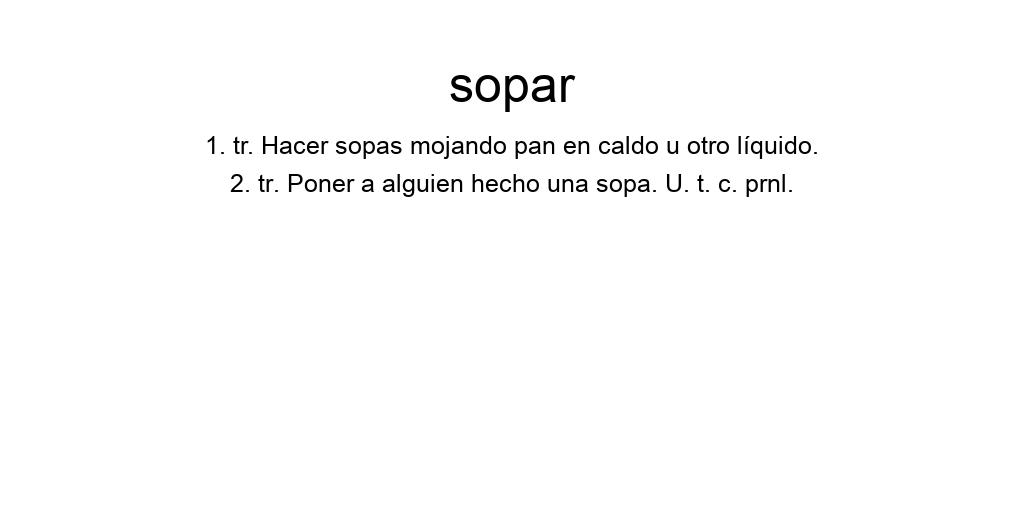 sopar
1. tr. Hacer sopas mojando pan en caldo u otro líquido.
2. tr. Poner a alguien hecho una sopa. U. t. c. prnl.